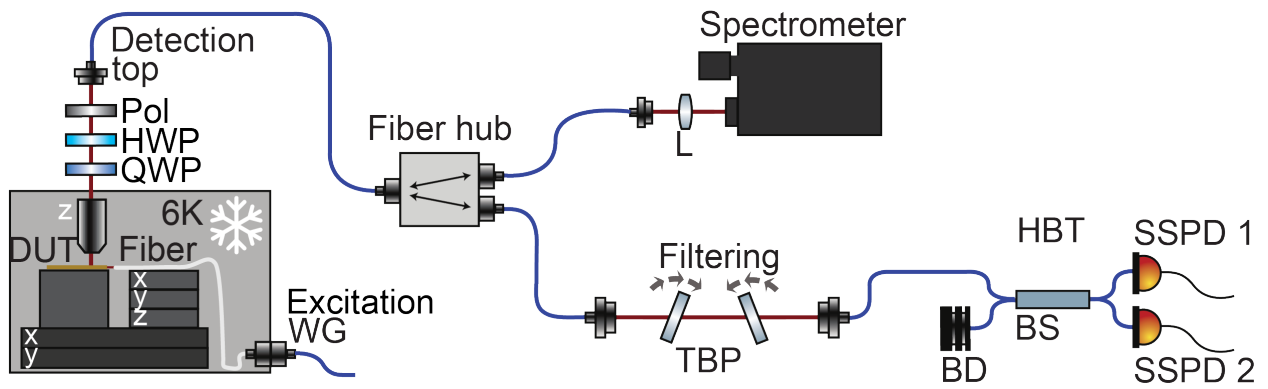 Detection
top
Pol
HWP
QWP
z
6K
DUT
Fiber
x
y
z
x
y
Excitation
WG
Fiber hub
Spectrometer
L
Filtering
TBP
HBT
BS
BD
SSPD 1
SSPD 2